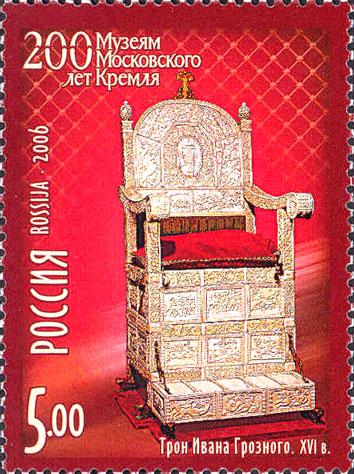 200 Музеям
Московского
лет Кремля
РОССИЯ ROSSIJA . 2006
5.00
Трон Ивана Грозного. XVI в.